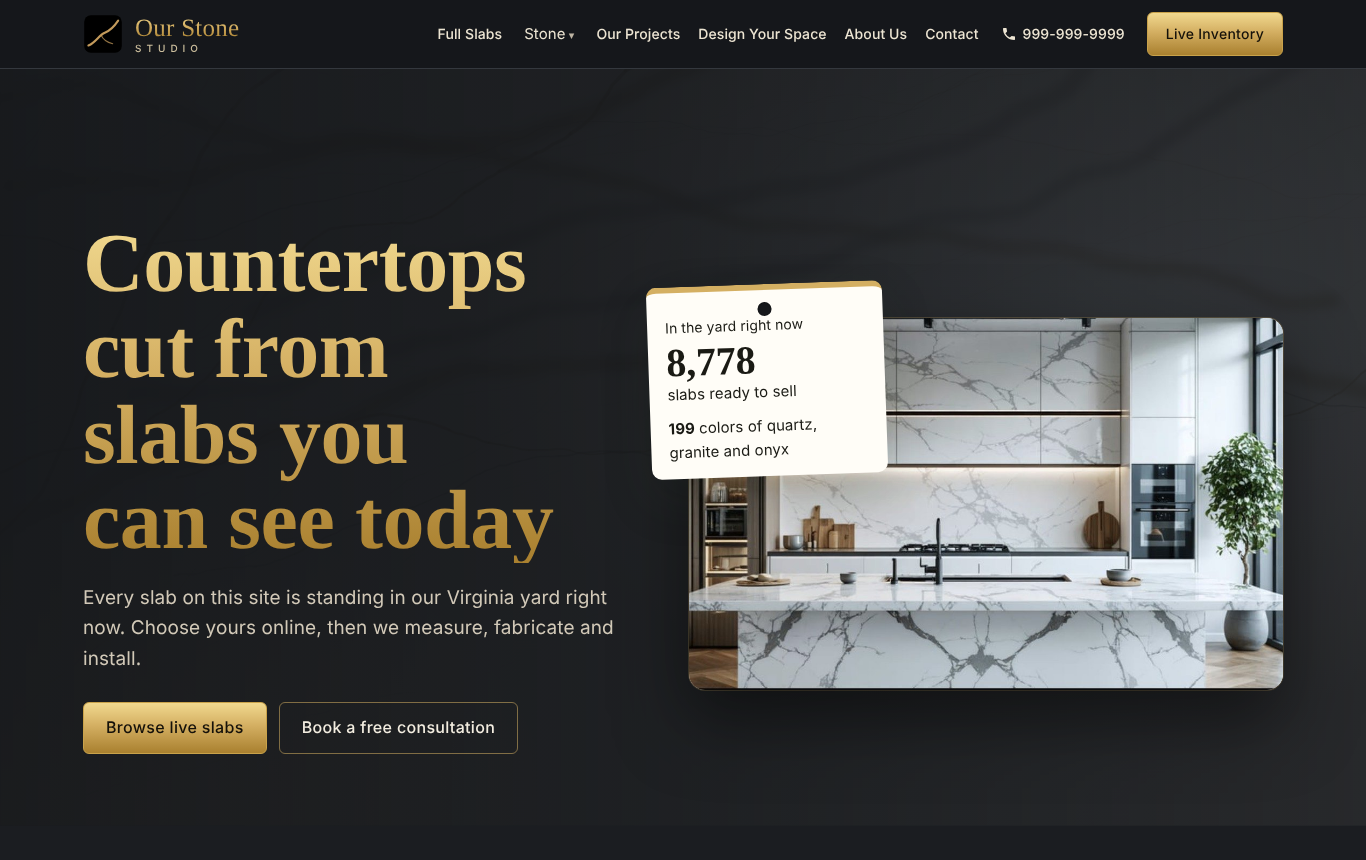 Our Stone
STUDIO
Full Slabs
Stone ▾
Our Projects
Design Your Space
About Us
Contact
999-999-9999
Live Inventory
Countertops
cut from
slabs you
can see today
Every slab on this site is standing in our Virginia yard right
now. Choose yours online, then we measure, fabricate and
install.
Browse live slabs
Book a free consultation
In the yard right now
8,778
slabs ready to sell
199 colors of quartz,
granite and onyx